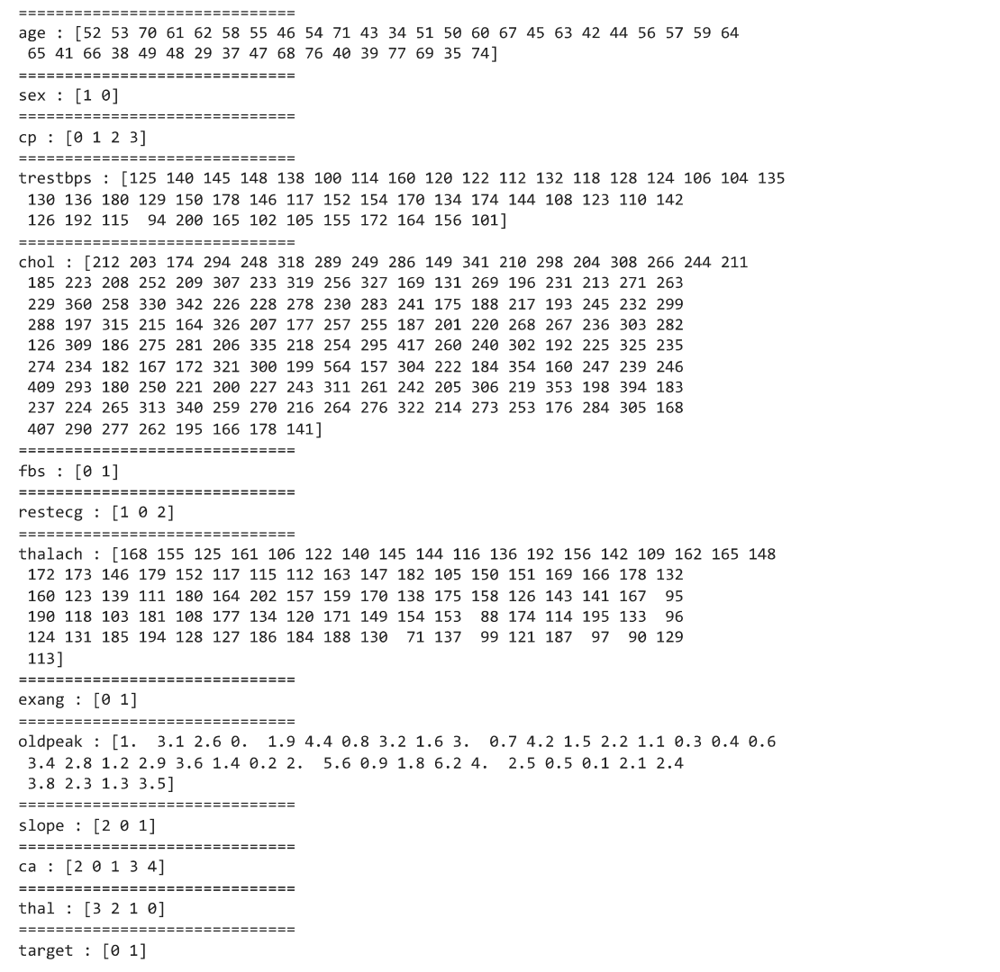 ==============================
age : [52 53 70 61 62 58 55 46 54 71 43 34 51 50 60 67 45 63 42 44 56 57 59 64
 65 41 66 38 49 48 29 37 47 68 76 40 39 77 69 35 74]
==============================
sex : [1 0]
==============================
cp : [0 1 2 3]
==============================
trestbps : [125 140 145 148 138 100 114 160 120 122 112 132 118 128 124 106 104 135
 130 136 180 129 150 178 146 117 152 154 170 134 174 144 108 123 110 142
 126 192 115  94 200 165 102 105 155 172 164 156 101]
==============================
chol : [212 203 174 294 248 318 289 249 286 149 341 210 298 204 308 266 244 211
 185 223 208 252 209 307 233 319 256 327 169 131 269 196 231 213 271 263
 229 360 258 330 342 226 228 278 230 283 241 175 188 217 193 245 232 299
 288 197 315 215 164 326 207 177 257 255 187 201 220 268 267 236 303 282
 126 309 186 275 281 206 335 218 254 295 417 260 240 302 192 225 325 235
 274 234 182 167 172 321 300 199 564 157 304 222 184 354 160 247 239 246
 409 293 180 250 221 200 227 243 311 261 242 205 306 219 353 198 394 183
 237 224 265 313 340 259 270 216 264 276 322 214 273 253 176 284 305 168
 407 290 277 262 195 166 178 141]
==============================
fbs : [0 1]
==============================
restecg : [1 0 2]
==============================
thalach : [168 155 125 161 106 122 140 145 144 116 136 192 156 142 109 162 165 148
 172 173 146 179 152 117 115 112 163 147 182 105 150 151 169 166 178 132
 160 123 139 111 180 164 202 157 159 170 138 175 158 126 143 141 167  95
 190 118 103 181 108 177 134 120 171 149 154 153  88 174 114 195 133  96
 124 131 185 194 128 127 186 184 188 130  71 137  99 121 187  97  90 129
 113]
==============================
exang : [0 1]
==============================
oldpeak : [1.  3.1 2.6 0.  1.9 4.4 0.8 3.2 1.6 3.  0.7 4.2 1.5 2.2 1.1 0.3 0.4 0.6
 3.4 2.8 1.2 2.9 3.6 1.4 0.2 2.  5.6 0.9 1.8 6.2 4.  2.5 0.5 0.1 2.1 2.4
 3.8 2.3 1.3 3.5]
==============================
slope : [2 0 1]
==============================
ca : [2 0 1 3 4]
==============================
thal : [3 2 1 0]
==============================
target : [0 1]